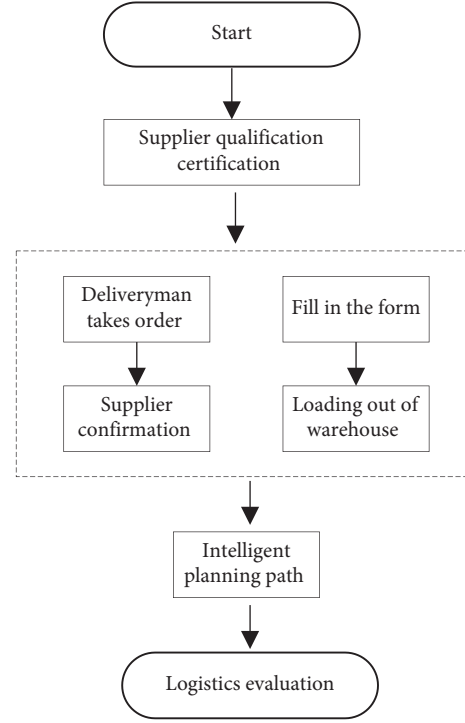 Start
Supplier qualification
certification
Deliveryman
takes order
Fill in the form
Supplier
confirmation
Loading out of
warehouse
Intelligent
planning path
Logistics evaluation